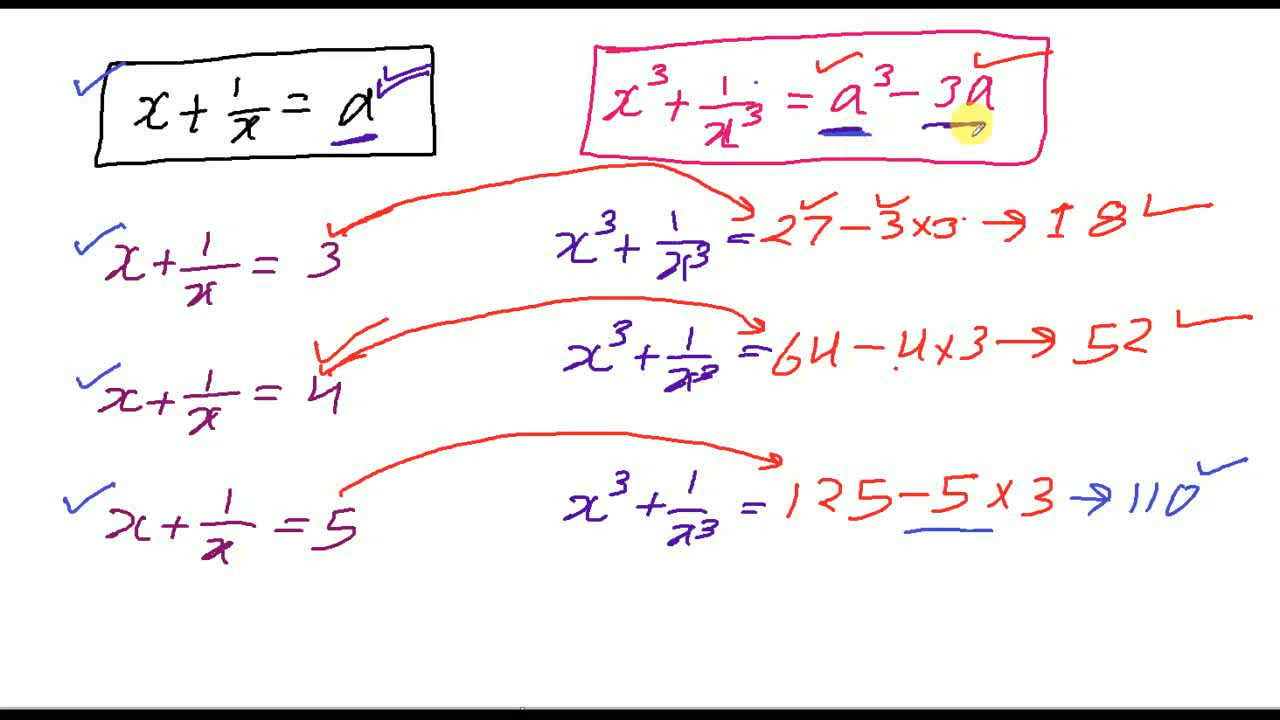 x + 1/x = a
x³ + 1/x³ = a³ - 3a
x + 1/x = 3
x³ + 1/x³ = 27 - 3×3 → 18
x + 1/x = 4
x³ + 1/x³ = 64 - 4×3 → 52
x + 1/x = 5
x³ + 1/x³ = 125 - 5×3 → 110